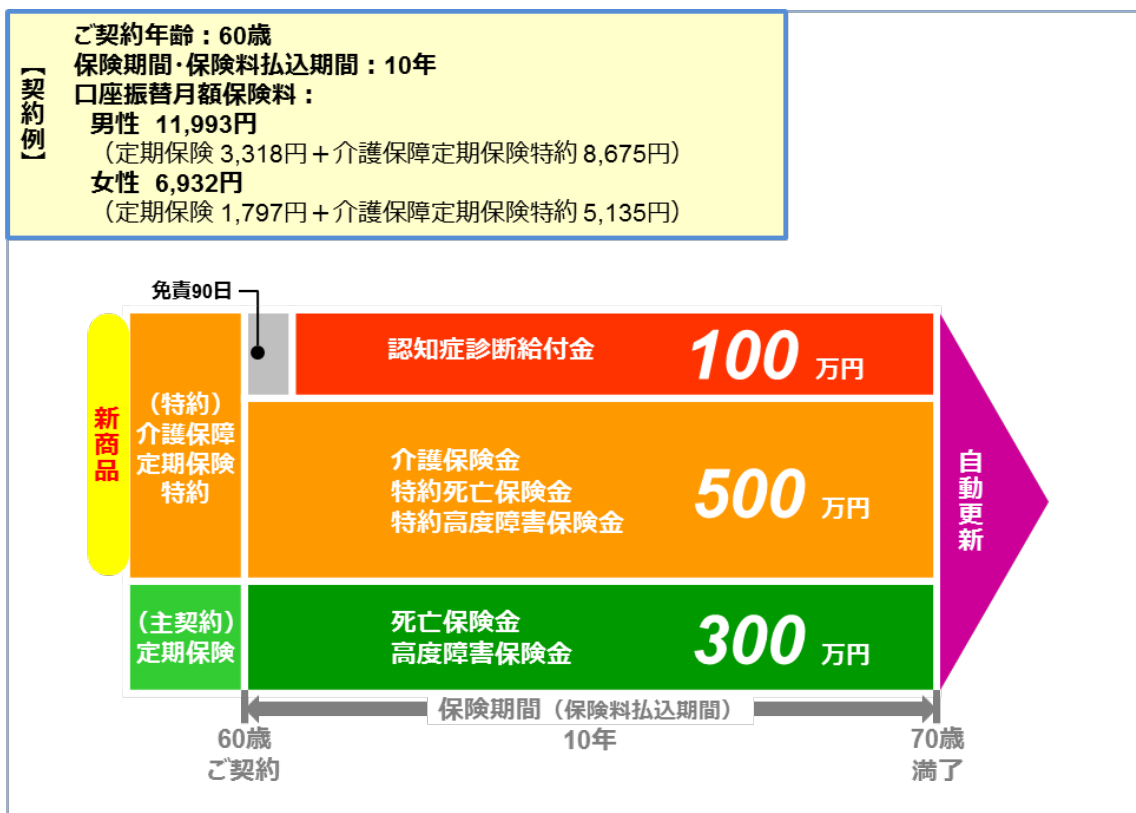 【契約例】
ご契約年齢：60歳
保険期間･保険料払込期間：10年
口座振替月額保険料：
男性 11,993円
（定期保険 3,318円＋介護保障定期保険特約 8,675円）
女性 6,932円
（定期保険 1,797円＋介護保障定期保険特約 5,135円）
免責90日
新商品
（特約）
介護保障
定期保険
特約
認知症診断給付金
100 万円
介護保険金
特約死亡保険金
特約高度障害保険金
500 万円
（主契約）
定期保険
死亡保険金
高度障害保険金
300 万円
自動更新
保険期間（保険料払込期間）
60歳
ご契約
10年
70歳
満了